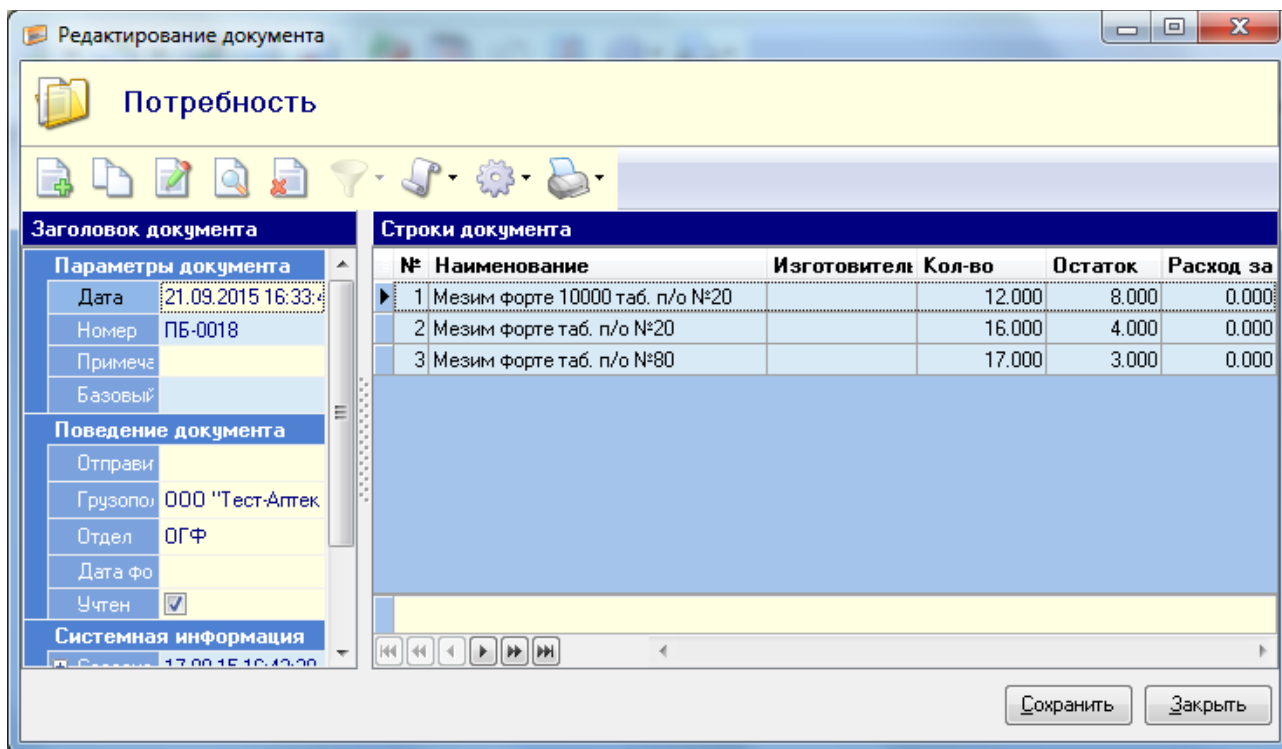 Редактирование документа
Потребность
Заголовок документа
Параметры документа
Дата 21.09.2015 16:33:4
Номер ПБ-0018
Примеча
Базовый
Поведение документа
Отправи
Грузопо ООО "Тест-Аптек
Отдел ОГФ
Дата фо
Учтен
Системная информация
Строки документа
№ Наименование Изготовитель Кол-во Остаток Расход за
1 Мезим форте 10000 таб. п/о №20 12.000 8.000 0.000
2 Мезим форте таб. п/о №20 16.000 4.000 0.000
3 Мезим форте таб. п/о №80 17.000 3.000 0.000
Сохранить Закрыть